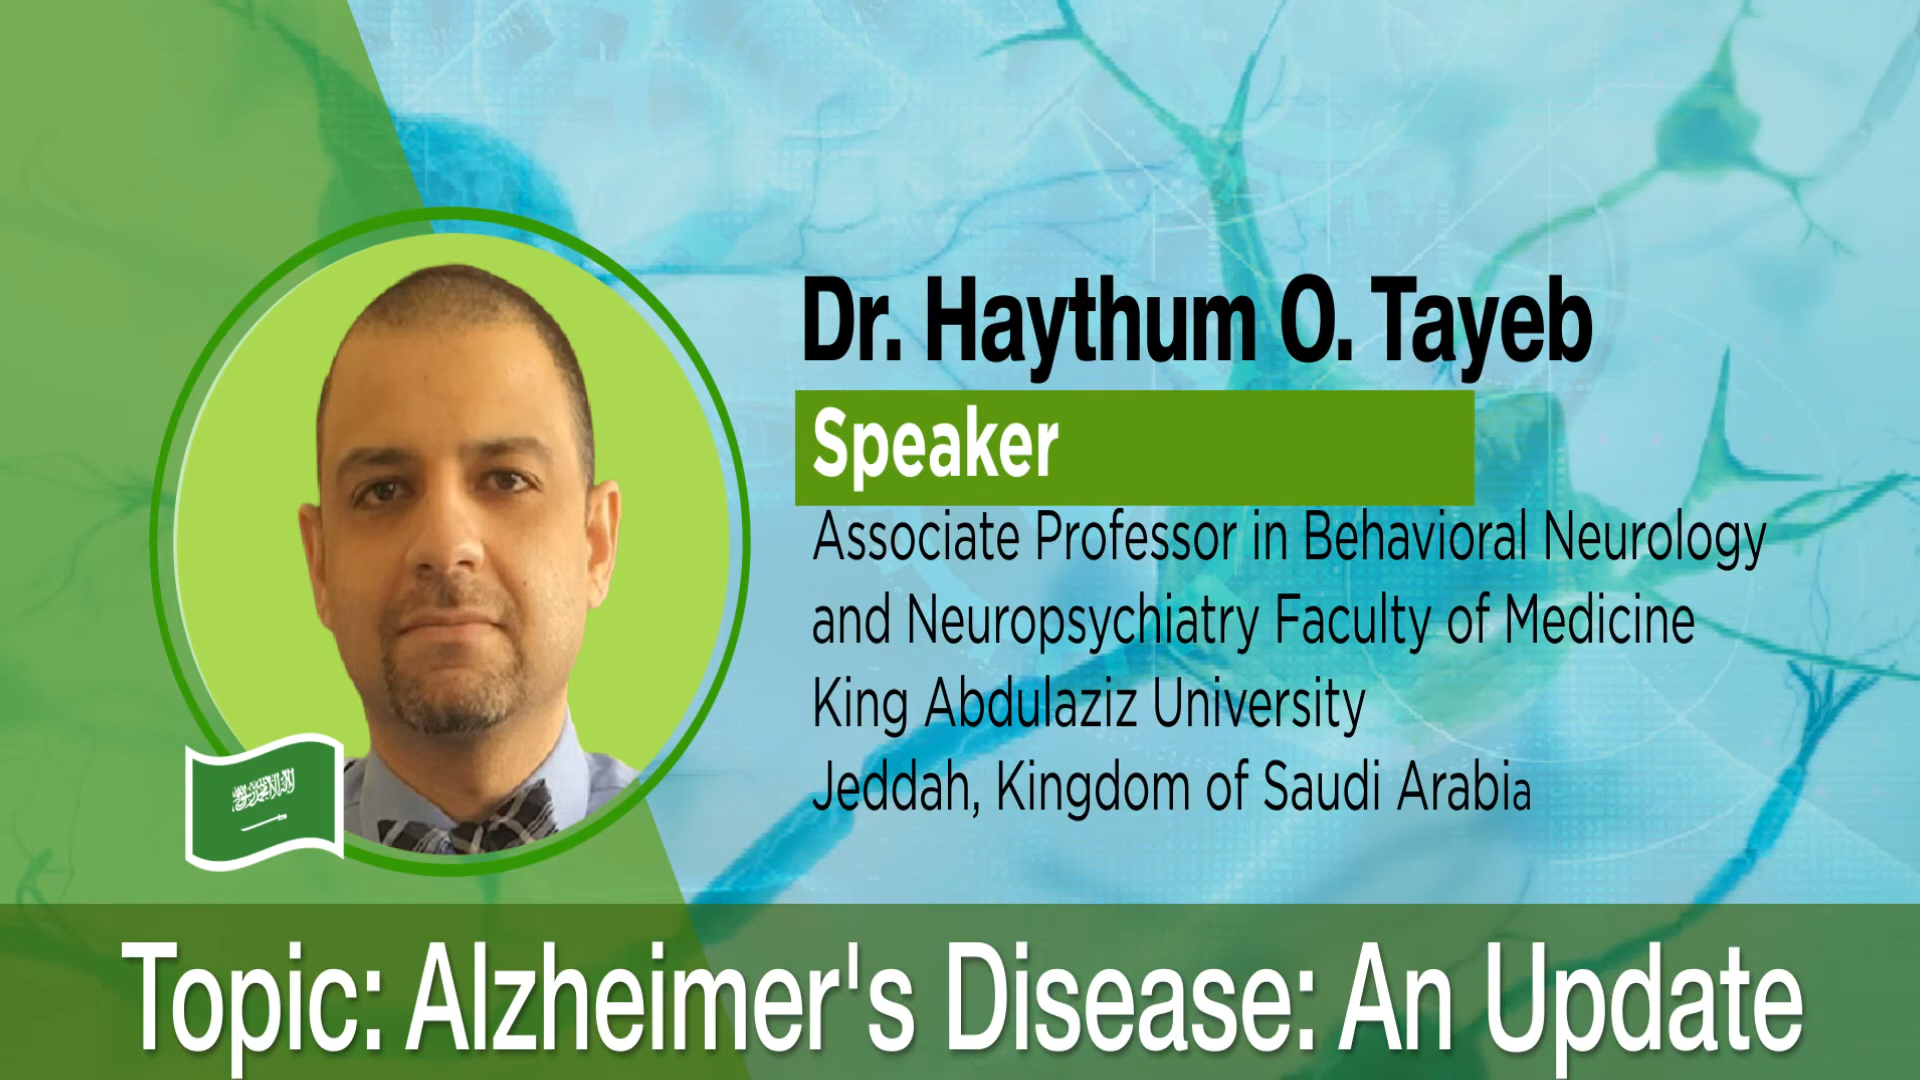 Dr. Haythum O. Tayeb
Speaker
Associate Professor in Behavioral Neurology
and Neuropsychiatry Faculty of Medicine
King Abdulaziz University
Jeddah, Kingdom of Saudi Arabia
Topic: Alzheimer's Disease: An Update